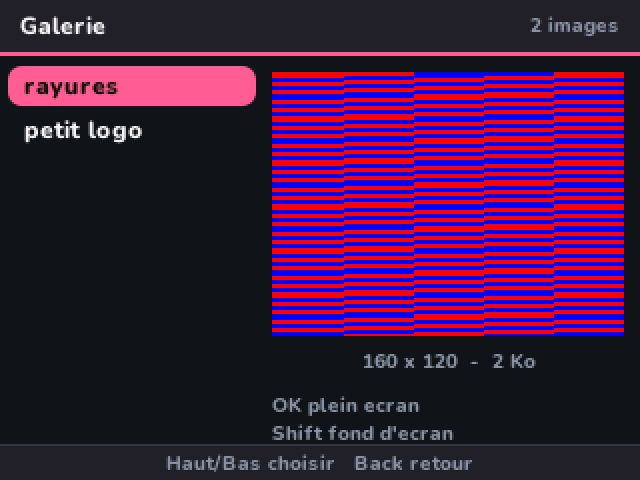 Galerie
2 images
rayures
petit logo
160 x 120 - 2 Ko
OK plein ecran
Shift fond d'ecran
Haut/Bas choisir Back retour